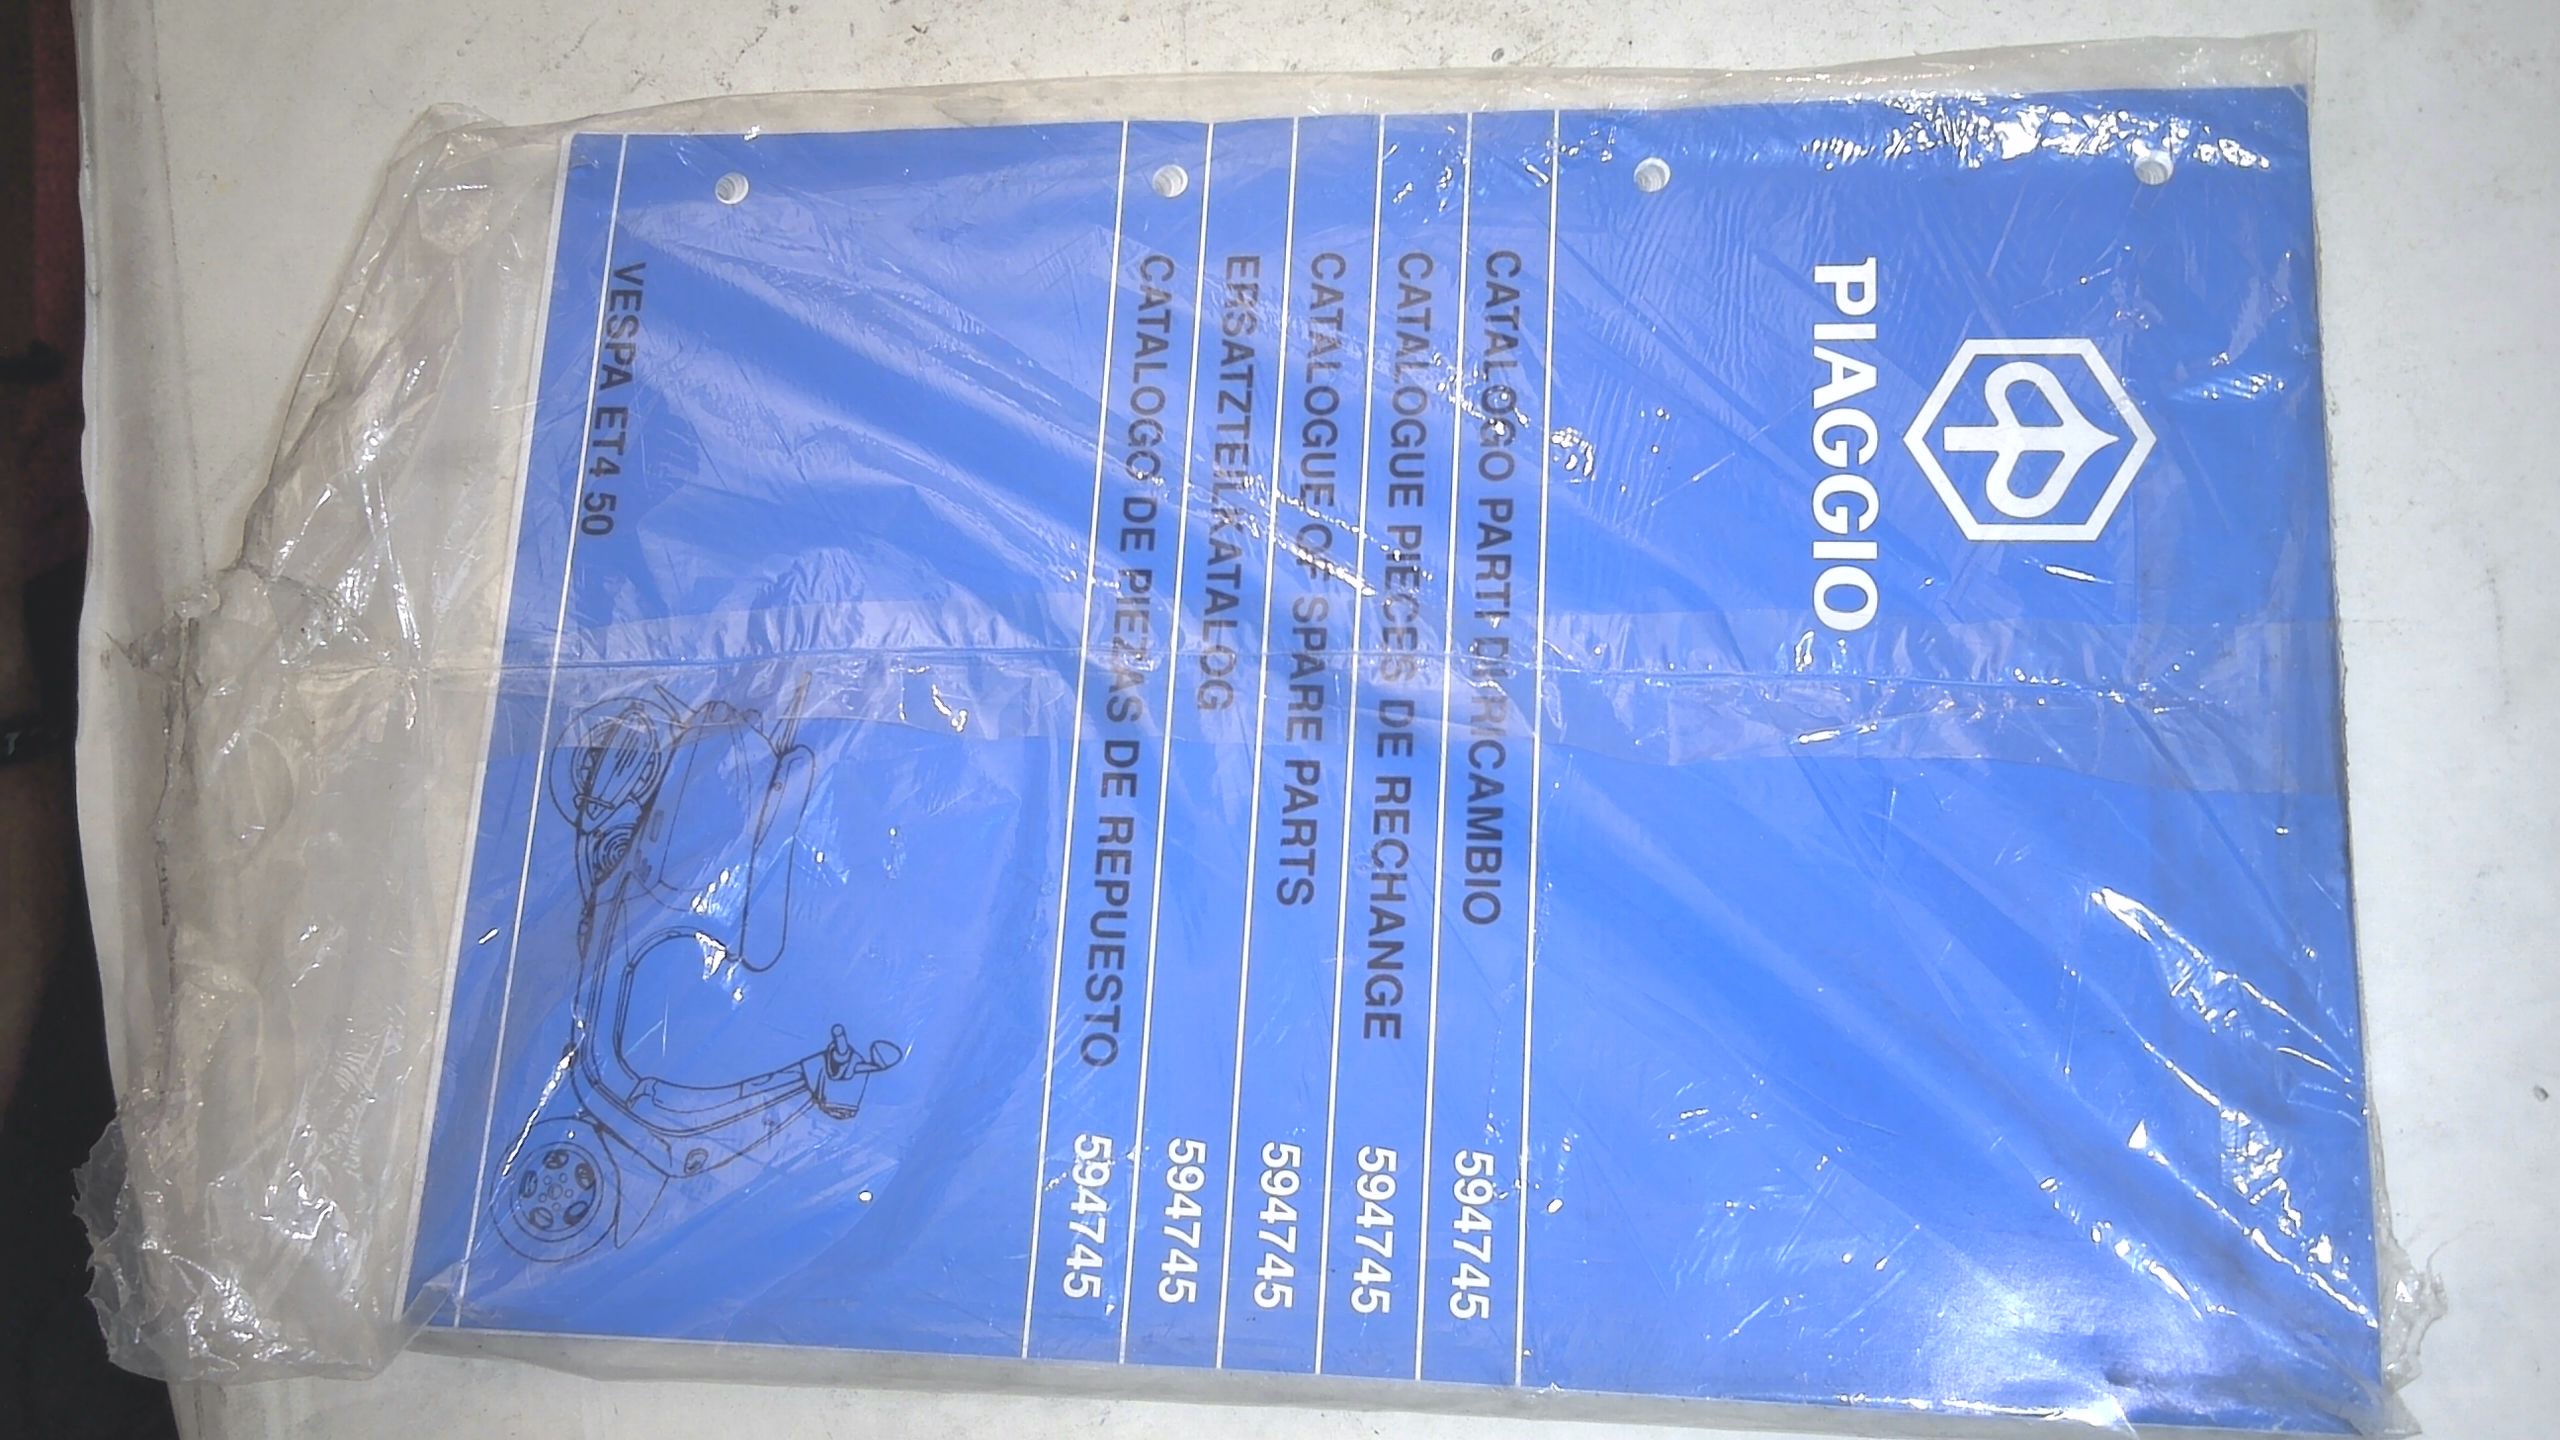 PIAGGIO
CATALOGO PARTI DI RICAMBIO 594745
CATALOGUE PIECES DE RECHANGE 594745
CATALOGUE OF SPARE PARTS 594745
ERSATZTEILKATALOG 594745
CATALOGO DE PIEZAS DE REPUESTO 594745
VESPA ET4 50